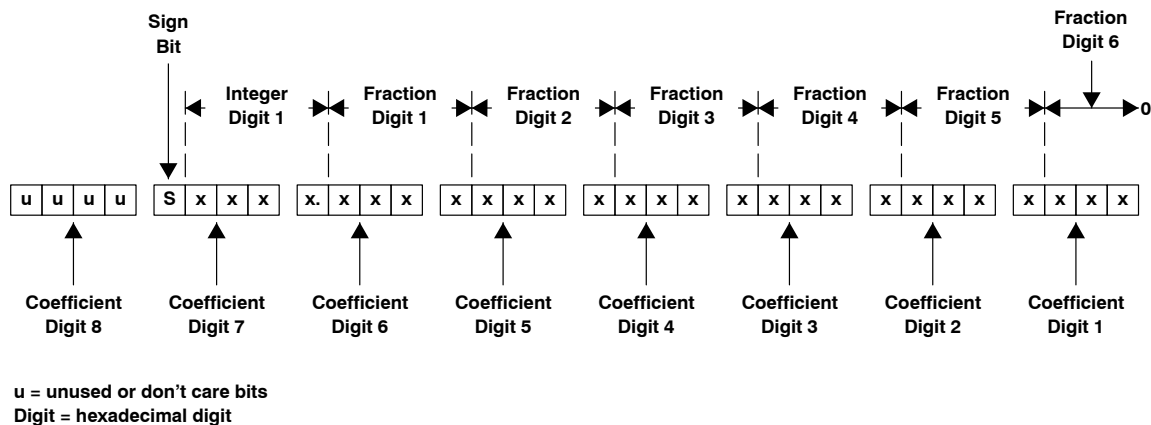 Sign
Bit
Fraction
Digit 6
Integer
Digit 1
Fraction
Digit 1
Fraction
Digit 2
Fraction
Digit 3
Fraction
Digit 4
Fraction
Digit 5
0
u u u u S x x x x. x x x x x x x x x x x x x x x x x x x x x x x
Coefficient
Digit 8
Coefficient
Digit 7
Coefficient
Digit 6
Coefficient
Digit 5
Coefficient
Digit 4
Coefficient
Digit 3
Coefficient
Digit 2
Coefficient
Digit 1
u = unused or don’t care bits
Digit = hexadecimal digit